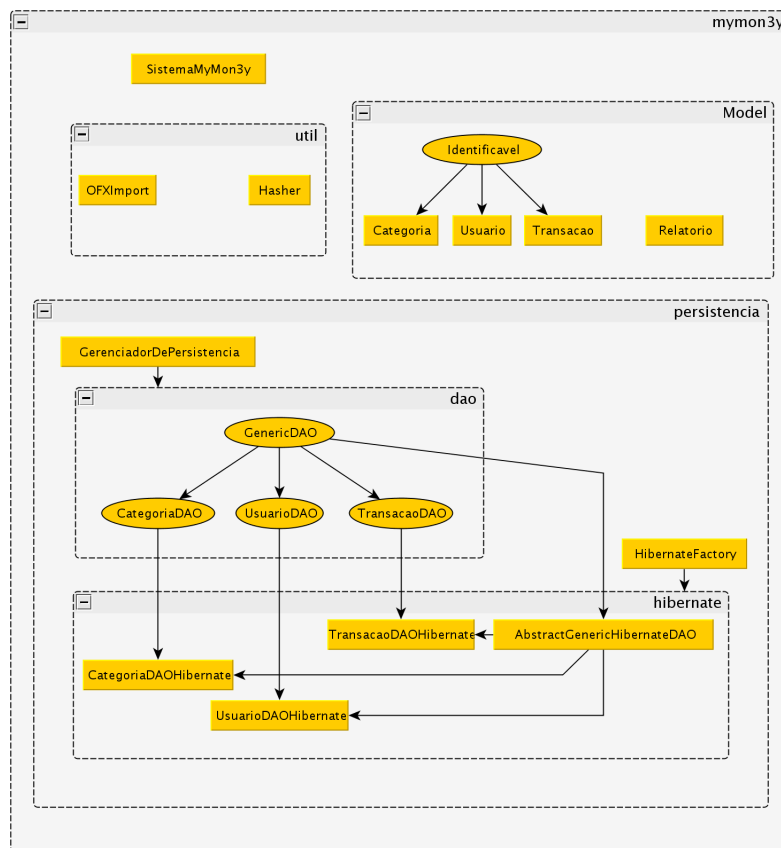 mymon3y
SistemaMyMon3y
Model
util
Identificavel
OFXImport
Hasher
Categoria
Usuario
Transacao
Relatorio
persistencia
GerenciadorDePersistencia
dao
GenericDAO
CategoriaDAO
UsuarioDAO
TransacaoDAO
HibernateFactory
hibernate
TransacaoDAOHibernate
AbstractGenericHibernateDAO
CategoriaDAOHibernate
UsuarioDAOHibernate